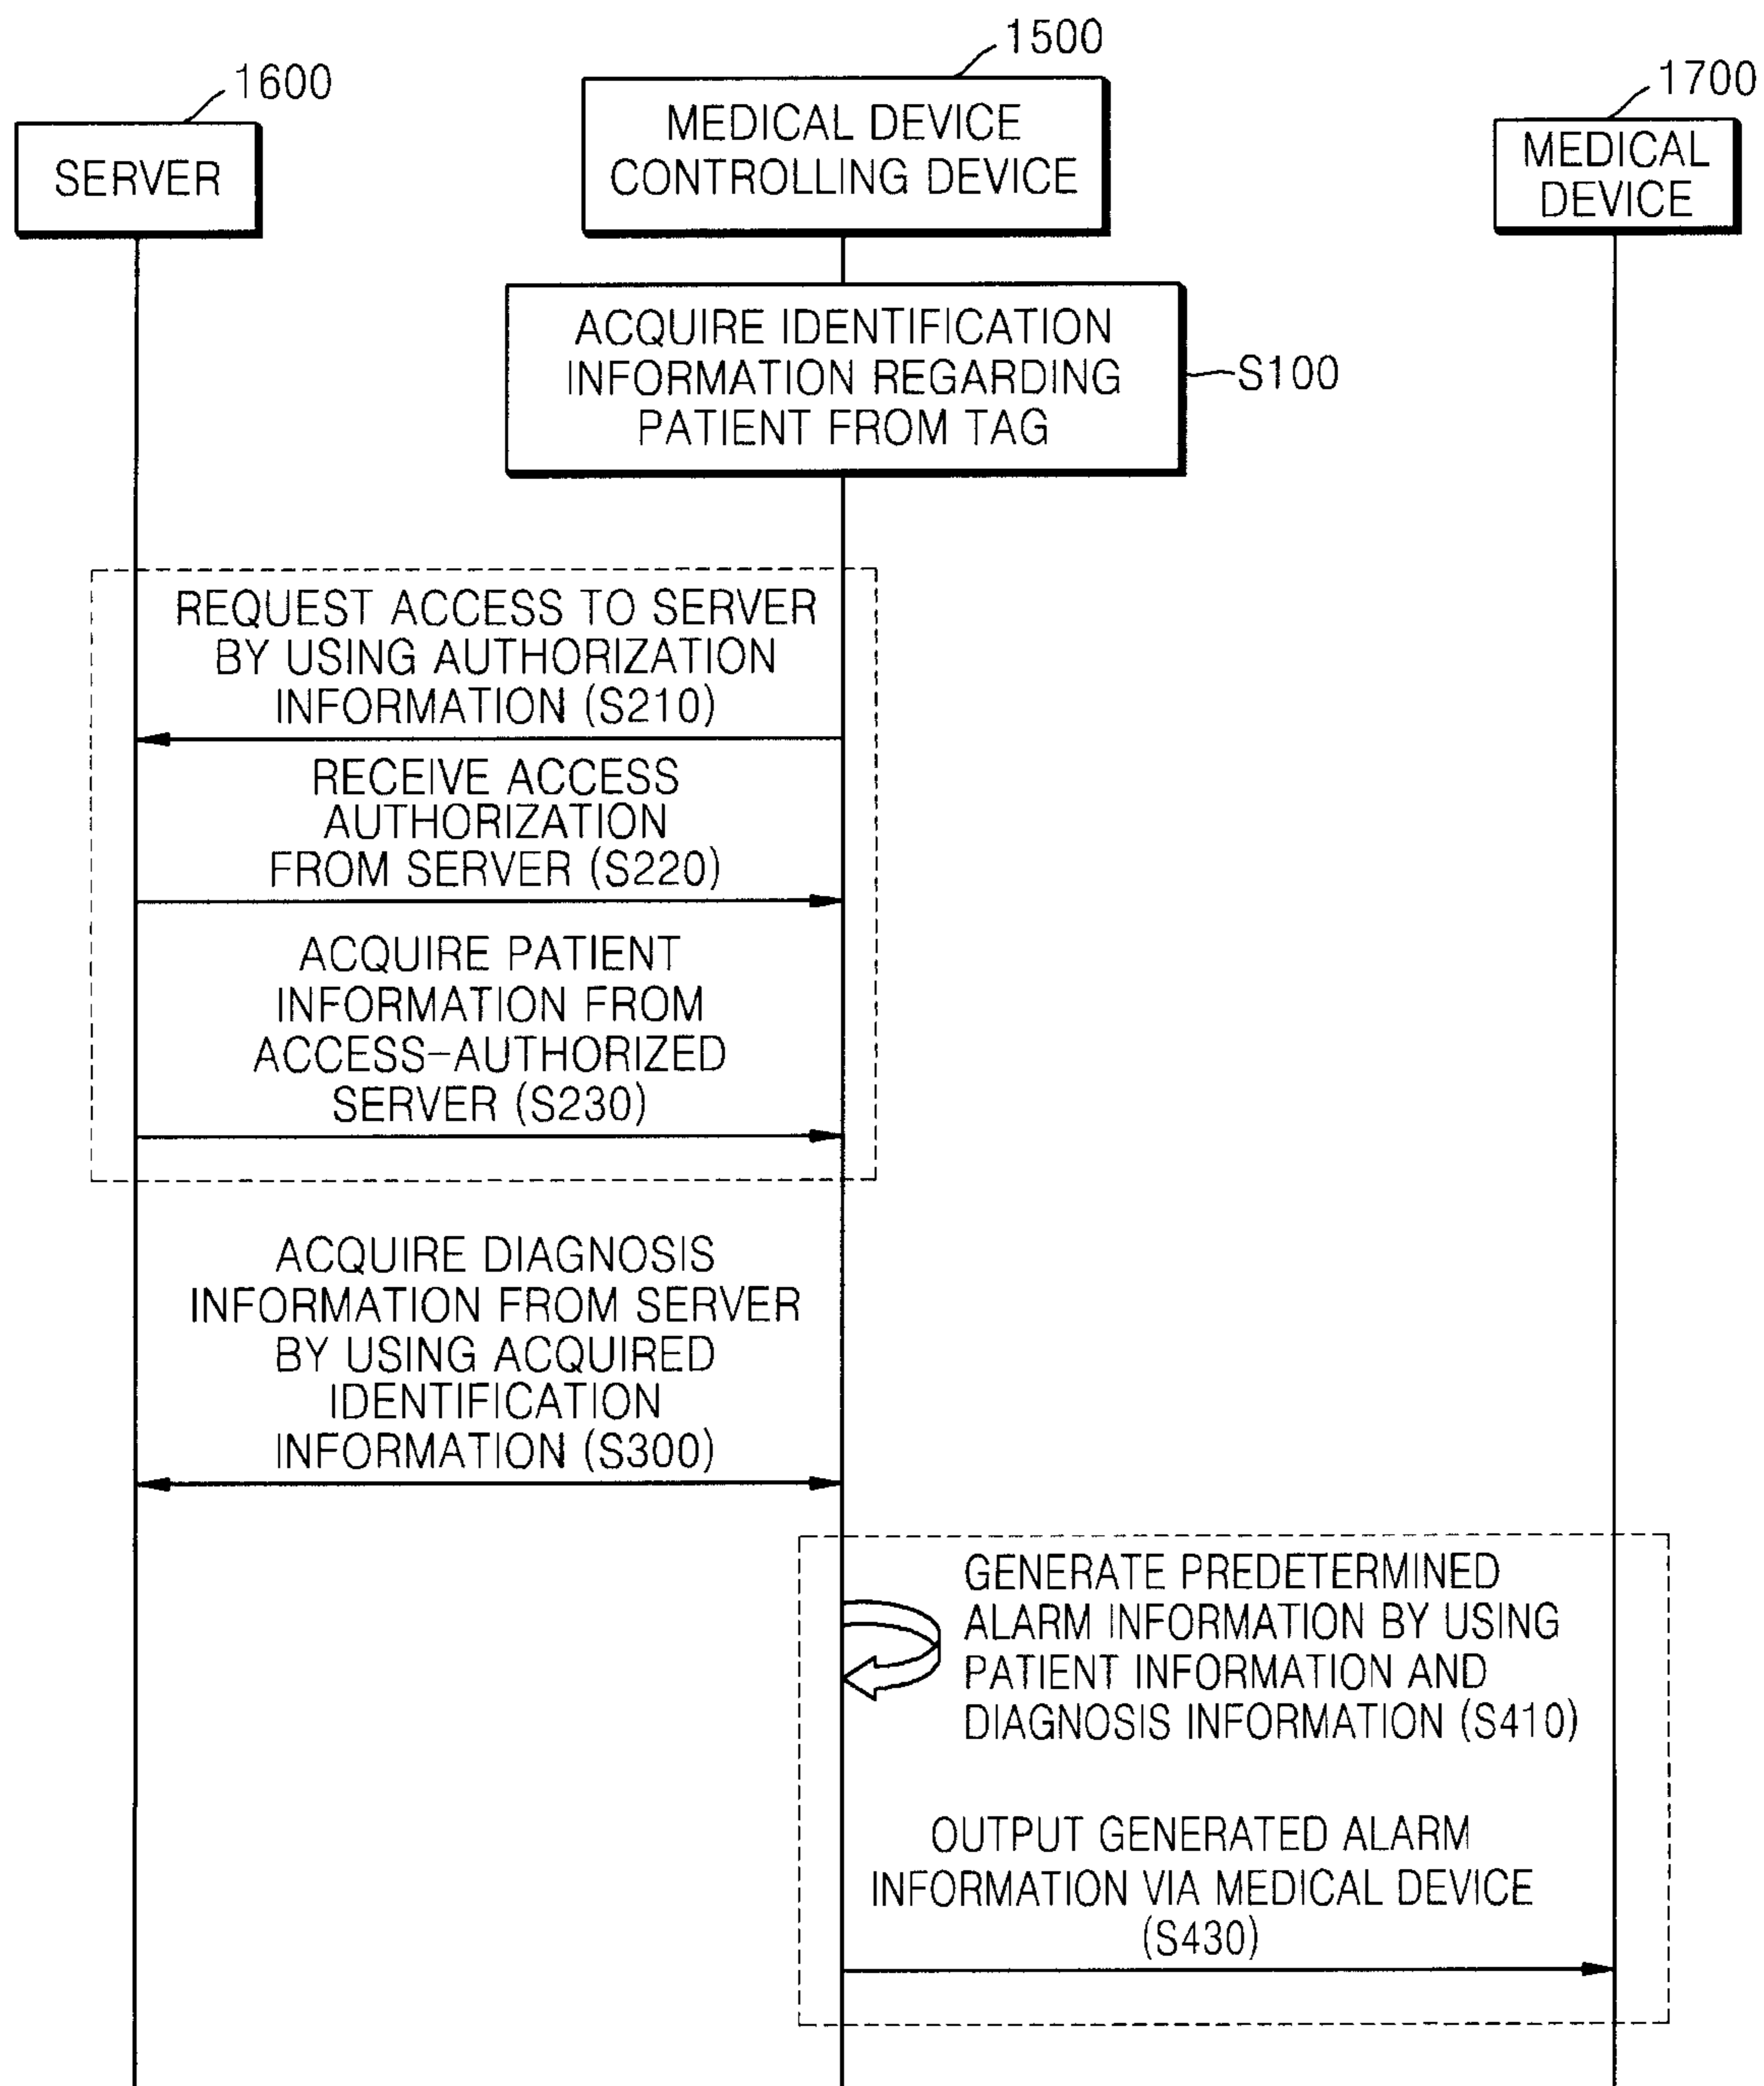 1500
1600
1700
MEDICAL DEVICE
CONTROLLING DEVICE
SERVER
MEDICAL
DEVICE
ACQUIRE IDENTIFICATION
INFORMATION REGARDING
PATIENT FROM TAG
S100
REQUEST ACCESS TO SERVER
BY USING AUTHORIZATION
INFORMATION (S210)
RECEIVE ACCESS
AUTHORIZATION
FROM SERVER (S220)
ACQUIRE PATIENT
INFORMATION FROM
ACCESS-AUTHORIZED
SERVER (S230)
ACQUIRE DIAGNOSIS
INFORMATION FROM SERVER
BY USING ACQUIRED
IDENTIFICATION
INFORMATION (S300)
GENERATE PREDETERMINED
ALARM INFORMATION BY USING
PATIENT INFORMATION AND
DIAGNOSIS INFORMATION (S410)
OUTPUT GENERATED ALARM
INFORMATION VIA MEDICAL DEVICE
(S430)